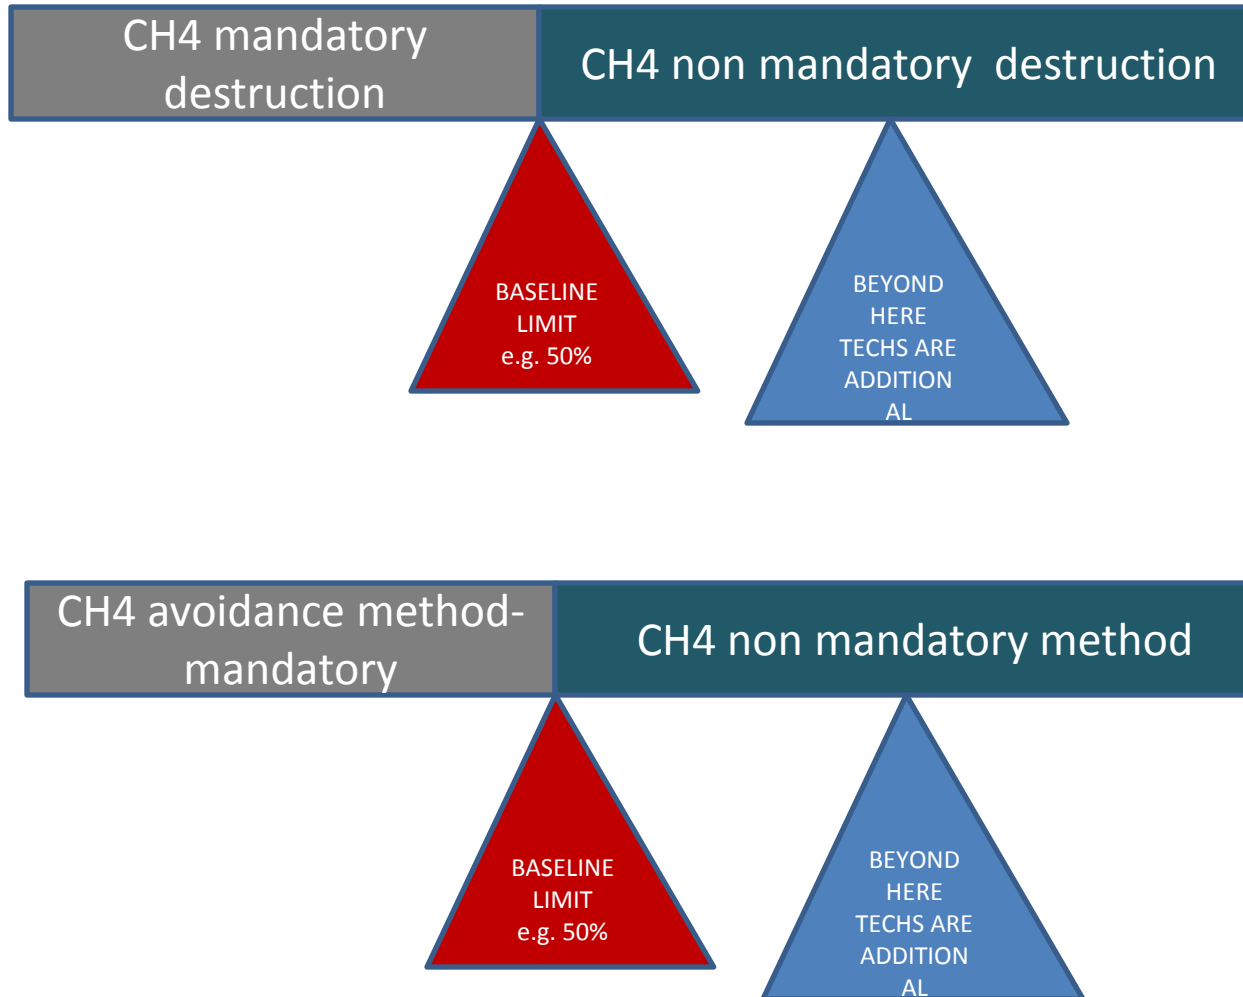 CH4 mandatory
destruction
CH4 non mandatory  destruction
BASELINE
LIMIT
e.g. 50%
BEYOND
HERE
TECHS ARE
ADDITION
AL
CH4 avoidance method-
mandatory
CH4 non mandatory method
BASELINE
LIMIT
e.g. 50%
BEYOND
HERE
TECHS ARE
ADDITION
AL